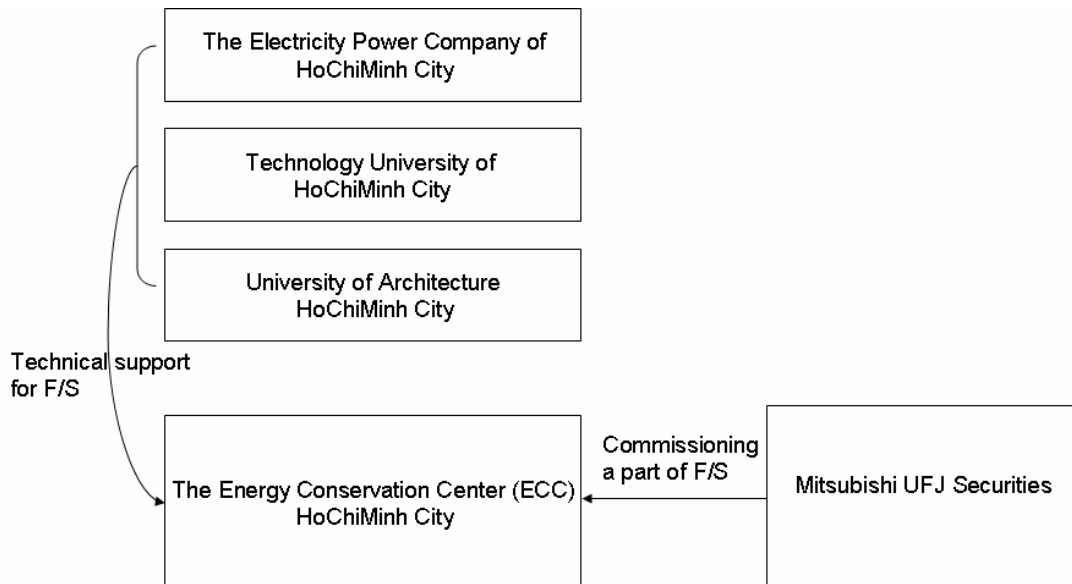 The Electricity Power Company of
HoChiMinh City
Technology University of
HoChiMinh City
University of Architecture
HoChiMinh City
Technical support
for F/S
The Energy Conservation Center (ECC)
HoChiMinh City
Commissioning
a part of F/S
Mitsubishi UFJ Securities